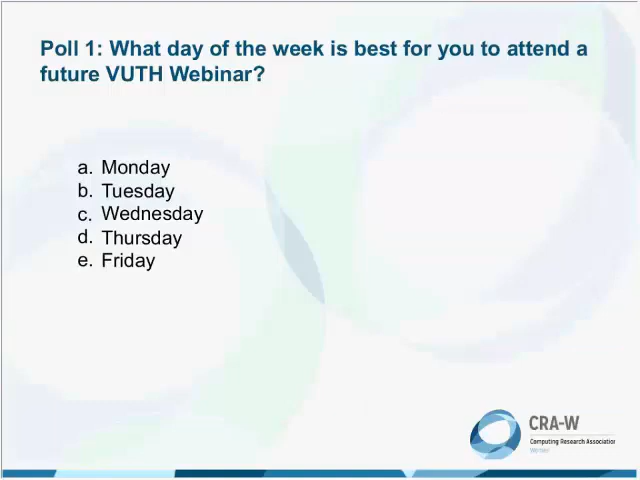 Poll 1: What day of the week is best for you to attend a
future VUTH Webinar?
a. Monday
b. Tuesday
c. Wednesday
d. Thursday
e. Friday
CRA-W
Computing Research Association
Women